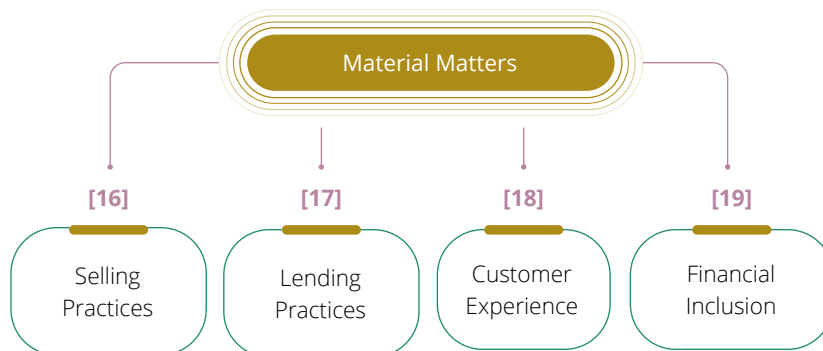 Material Matters
[16]
[17]
[18]
[19]
Selling
Practices
Lending
Practices
Customer
Experience
Financial
Inclusion